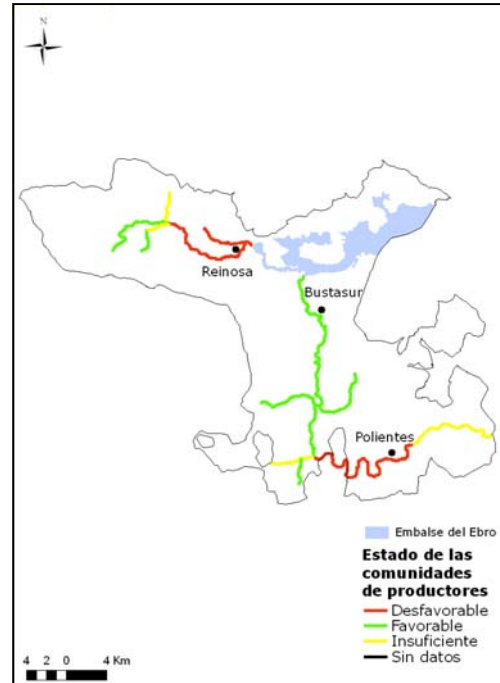 N
Reinosa
Bustasur
Polientes
Embalse del Ebro
Estado de las
comunidades
de productores
Desfavorable
Favorable
Insuficiente
Sin datos
4 2 0 4 Km